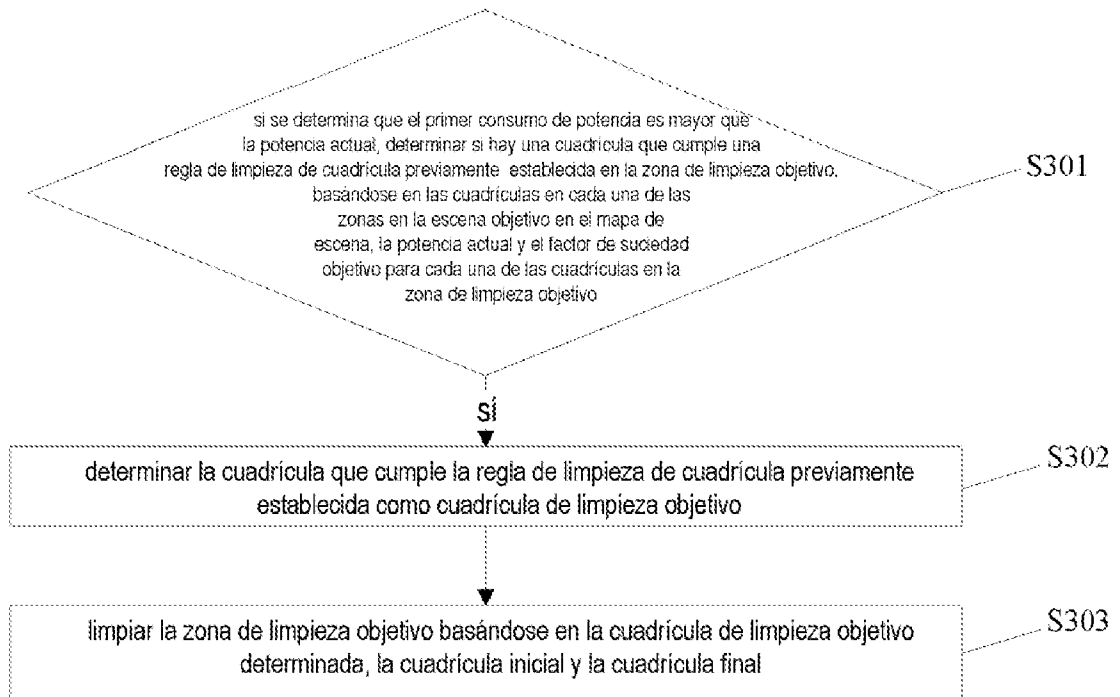 si se determina que el primer consumo de potencia es mayor que
la potencia actual, determinar si hay una cuadrícula que cumple una
regla de limpieza de cuadrícula previamente establecida en la zona de limpieza objetivo,
basándose en las cuadrículas en cada una de las
zonas en la escena objetivo en el mapa de
escena, la potencia actual y el factor de suciedad
objetivo para cada una de las cuadrículas en la
zona de limpieza objetivo
S301
sí
determinar la cuadrícula que cumple la regla de limpieza de cuadrícula previamente
establecida como cuadrícula de limpieza objetivo
S302
limpiar la zona de limpieza objetivo basándose en la cuadrícula de limpieza objetivo
determinada, la cuadrícula inicial y la cuadrícula final
S303